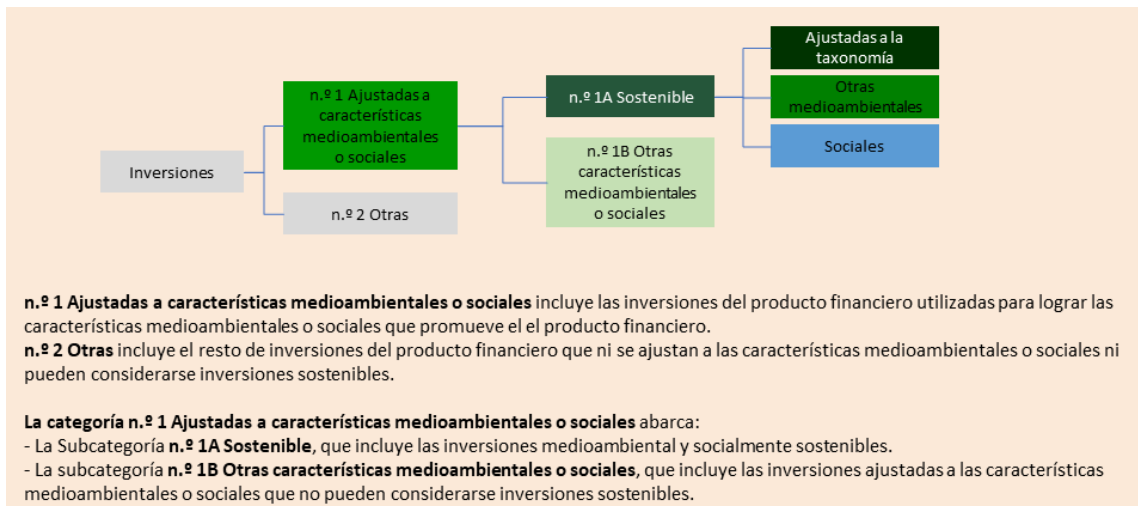 Ajustadas a la
taxonomía
n.º 1 Ajustadas a
características
medioambientales
o sociales
n.º 1A Sostenible
Otras
medioambientales
Inversiones
n.º 1B Otras
características
medioambientales
o sociales
Sociales
n.º 2 Otras
n.º 1 Ajustadas a características medioambientales o sociales incluye las inversiones del producto financiero utilizadas para lograr las
características medioambientales o sociales que promueve el el producto financiero.
n.º 2 Otras incluye el resto de inversiones del producto financiero que ni se ajustan a las características medioambientales o sociales ni
pueden considerarse inversiones sostenibles.
La categoría n.º 1 Ajustadas a características medioambientales o sociales abarca:
- La Subcategoría n.º 1A Sostenible, que incluye las inversiones medioambiental y socialmente sostenibles.
- La subcategoría n.º 1B Otras características medioambientales o sociales, que incluye las inversiones ajustadas a las características
medioambientales o sociales que no pueden considerarse inversiones sostenibles.